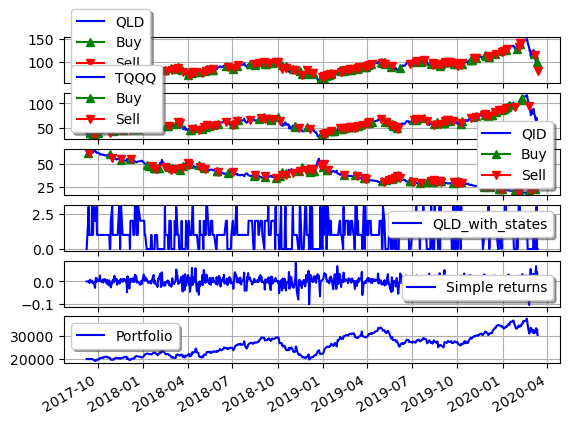 QLD
Buy
Sell
150
100
TQQQ
Buy
Sell
100
50
QID
Buy
Sell
50
25
QLD_with_states
2.5
0.0
Simple returns
0.0
−0.1
Portfolio
30000
20000
2017-10 2018-01 2018-04 2018-07 2018-10 2019-01 2019-04 2019-07 2019-10 2020-01 2020-04